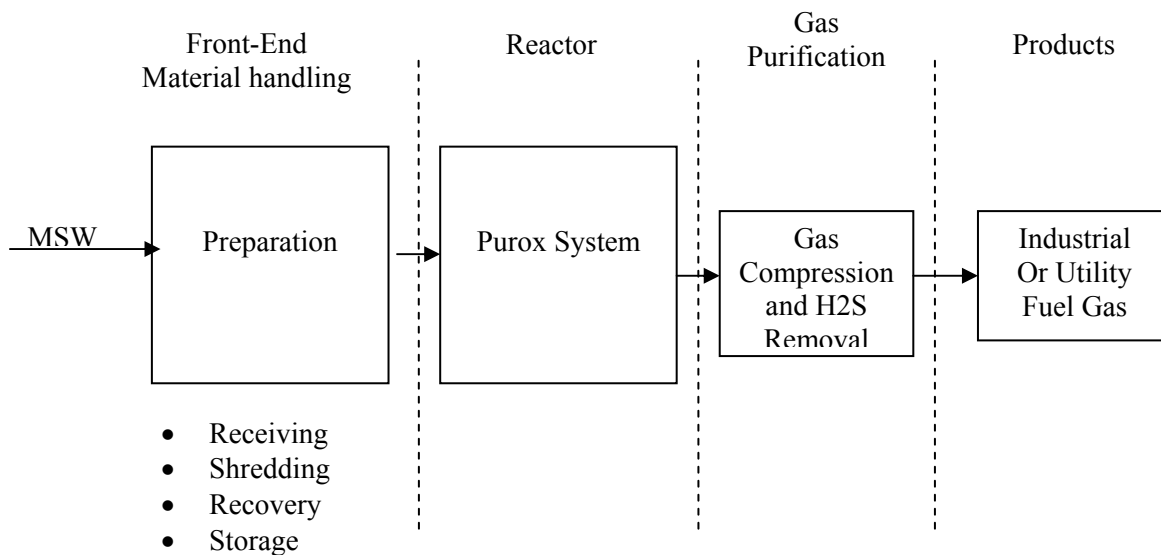 Front-End
Material handling
Reactor
Gas
Purification
Products
MSW
Preparation
Purox System
Gas
Compression
and H2S
Removal
Industrial
Or Utility
Fuel Gas
• Receiving
• Shredding
• Recovery
• Storage